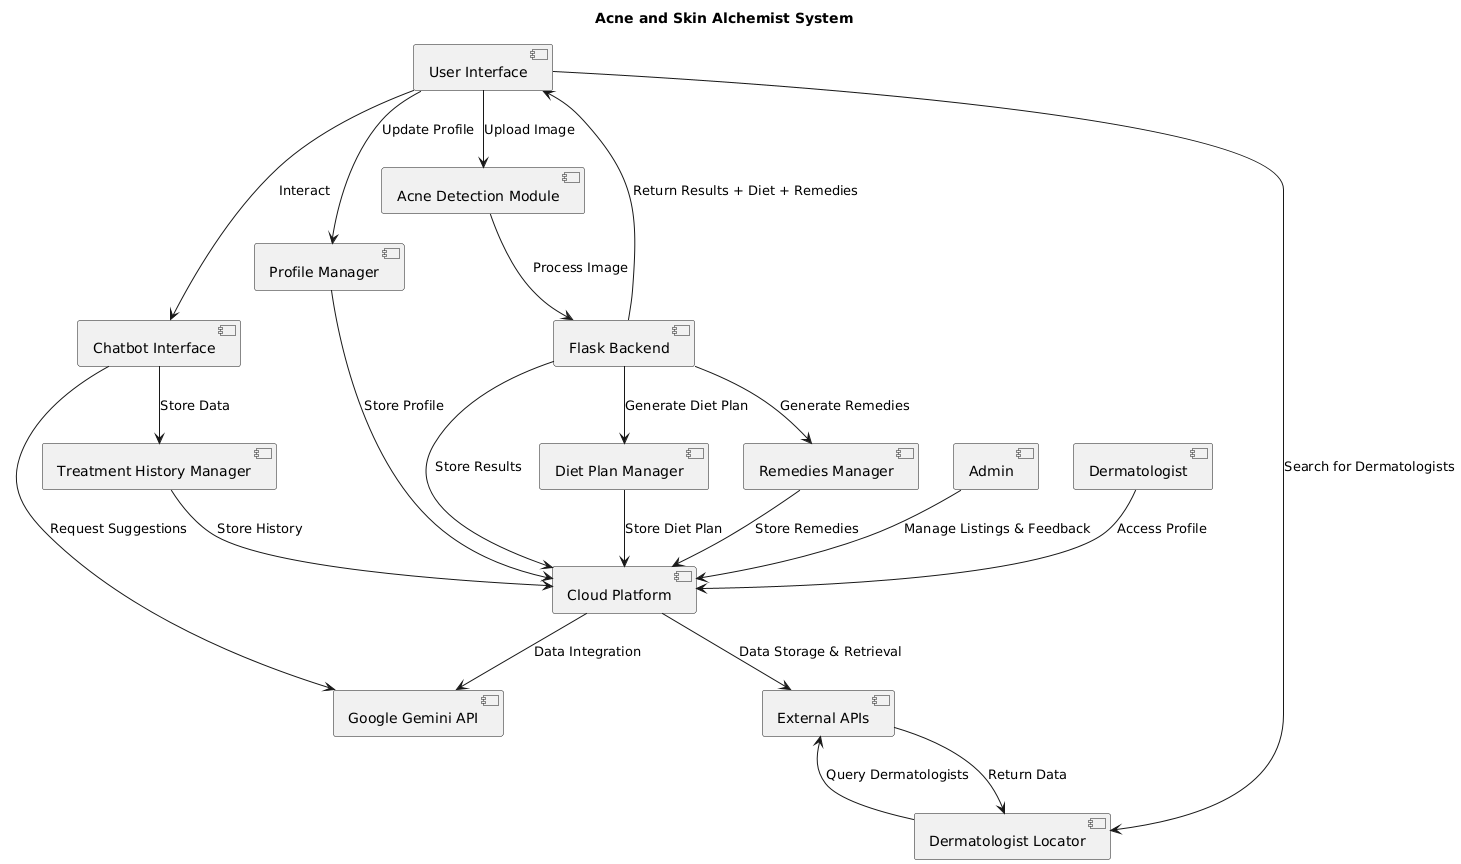 Acne and Skin Alchemist System
User Interface
Update Profile
Upload Image
Interact
Acne Detection Module
Return Results + Diet + Remedies
Profile Manager
Process Image
Chatbot Interface
Flask Backend
Store Data
Store Profile
Generate Diet Plan
Generate Remedies
Store Results
Search for Dermatologists
Treatment History Manager
Diet Plan Manager
Remedies Manager
Admin
Dermatologist
Request Suggestions
Store History
Store Diet Plan
Store Remedies
Manage Listings & Feedback
Access Profile
Cloud Platform
Data Integration
Data Storage & Retrieval
Google Gemini API
External APIs
Query Dermatologists
Return Data
Dermatologist Locator